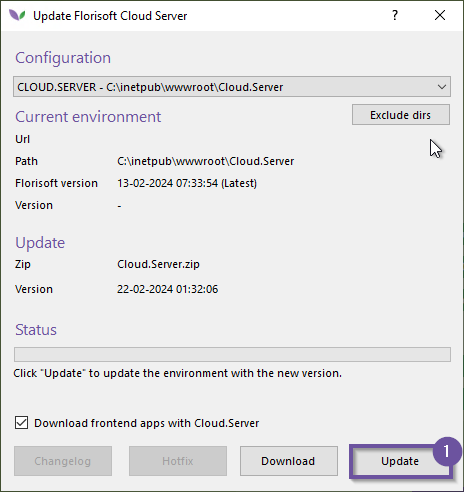 Update Florisoft Cloud Server
?
Configuration
CLOUD.SERVER - C:\inetpub\wwwroot\Cloud.Server
Current environment
Exclude dirs
Url
Path C:\inetpub\wwwroot\Cloud.Server
Florisoft version 13-02-2024 07:33:54 (Latest)
Version -
Update
Zip Cloud.Server.zip
Version 22-02-2024 01:32:06
Status
Click "Update" to update the environment with the new version.
Download frontend apps with Cloud.Server
1
Changelog Hotfix Download Update